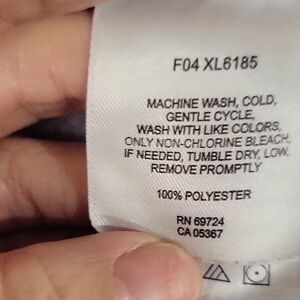 F04 XL6185
MACHINE WASH, COLD,
GENTLE CYCLE,
WASH WITH LIKE COLORS,
ONLY NON-CHLORINE BLEACH,
IF NEEDED, TUMBLE DRY, LOW.
REMOVE PROMPTLY
100% POLYESTER
RN 69724
CA 05367